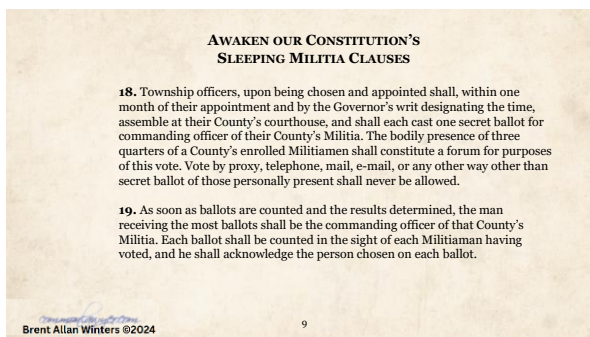 AWAKEN OUR CONSTITUTION'S
SLEEPING MILITIA CLAUSES
18. Township officers, upon being chosen and appointed shall, within one
month of their appointment and by the Governor's writ designating the time,
assemble at their County's courthouse, and shall each cast one secret ballot for
commanding officer of their County's Militia. The bodily presence of three
quarters of a County's enrolled Militiamen shall constitute a forum for purposes
of this vote. Vote by proxy, telephone, mail, e-mail, or any other way other than
secret ballot of those personally present shall never be allowed.
19. As soon as ballots are counted and the results determined, the man
receiving the most ballots shall be the commanding officer of that County's
Militia. Each ballot shall be counted in the sight of each Militiaman having
voted, and he shall acknowledge the person chosen on each ballot.
Brent Allan Winters ©2024
9